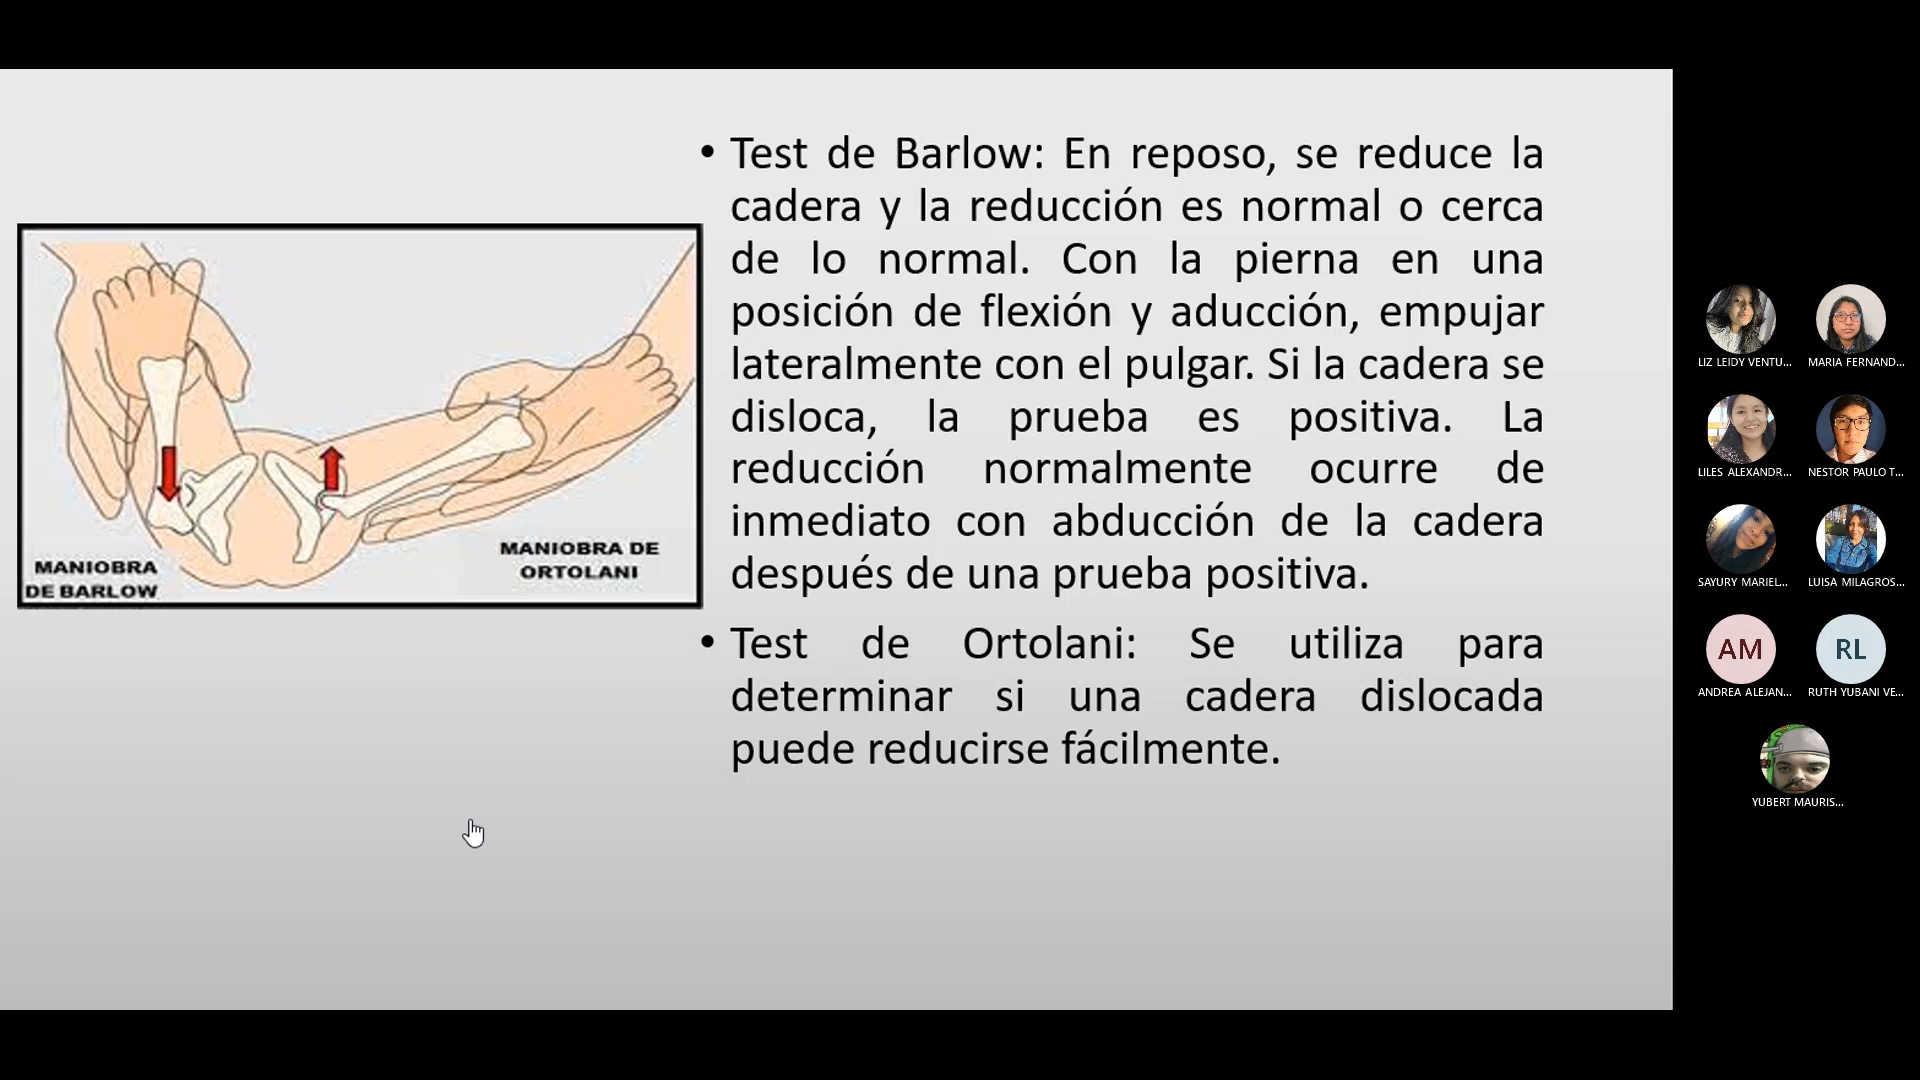 • Test de Barlow: En reposo, se reduce la
cadera y la reducción es normal o cerca
de lo normal. Con la pierna en una
posición de flexión y aducción, empujar
lateralmente con el pulgar. Si la cadera se
disloca, la prueba es positiva. La
reducción normalmente ocurre de
inmediato con abducción de la cadera
después de una prueba positiva.
• Test de Ortolani: Se utiliza para
determinar si una cadera dislocada
puede reducirse fácilmente.
MANIOBRA
DE BARLOW
MANIOBRA DE
ORTOLANI
LIZ LEIDY VENTU...
MARIA FERNAND...
LILES ALEXANDR...
NESTOR PAULO T...
SAYURY MARIEL...
LUISA MILAGROS...
AM
RL
ANDREA ALEJAN...
RUTH YUBANI VE...
YUBERT MAURIS...